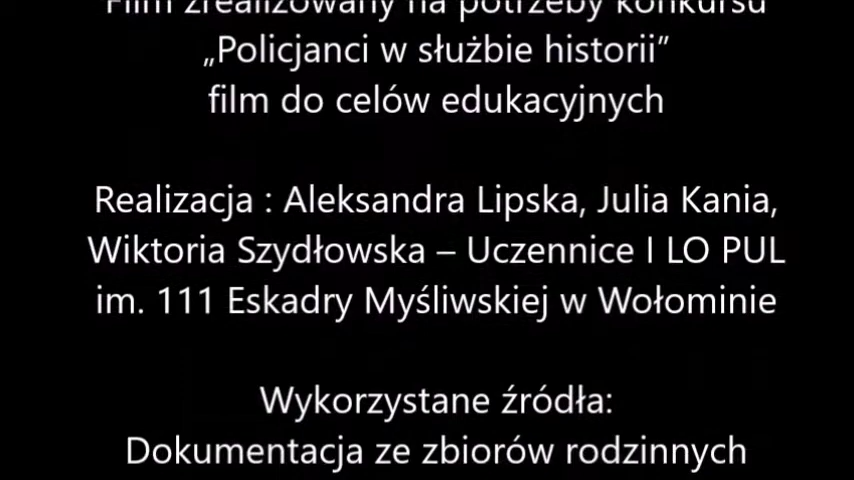 Film zrealizowany na potrzeby konkursu
„Policjanci w służbie historii”
film do celów edukacyjnych
Realizacja : Aleksandra Lipska, Julia Kania,
Wiktoria Szydłowska – Uczennice I LO PUL
im. 111 Eskadry Myśliwskiej w Wołominie
Wykorzystane źródła:
Dokumentacja ze zbiorów rodzinnych